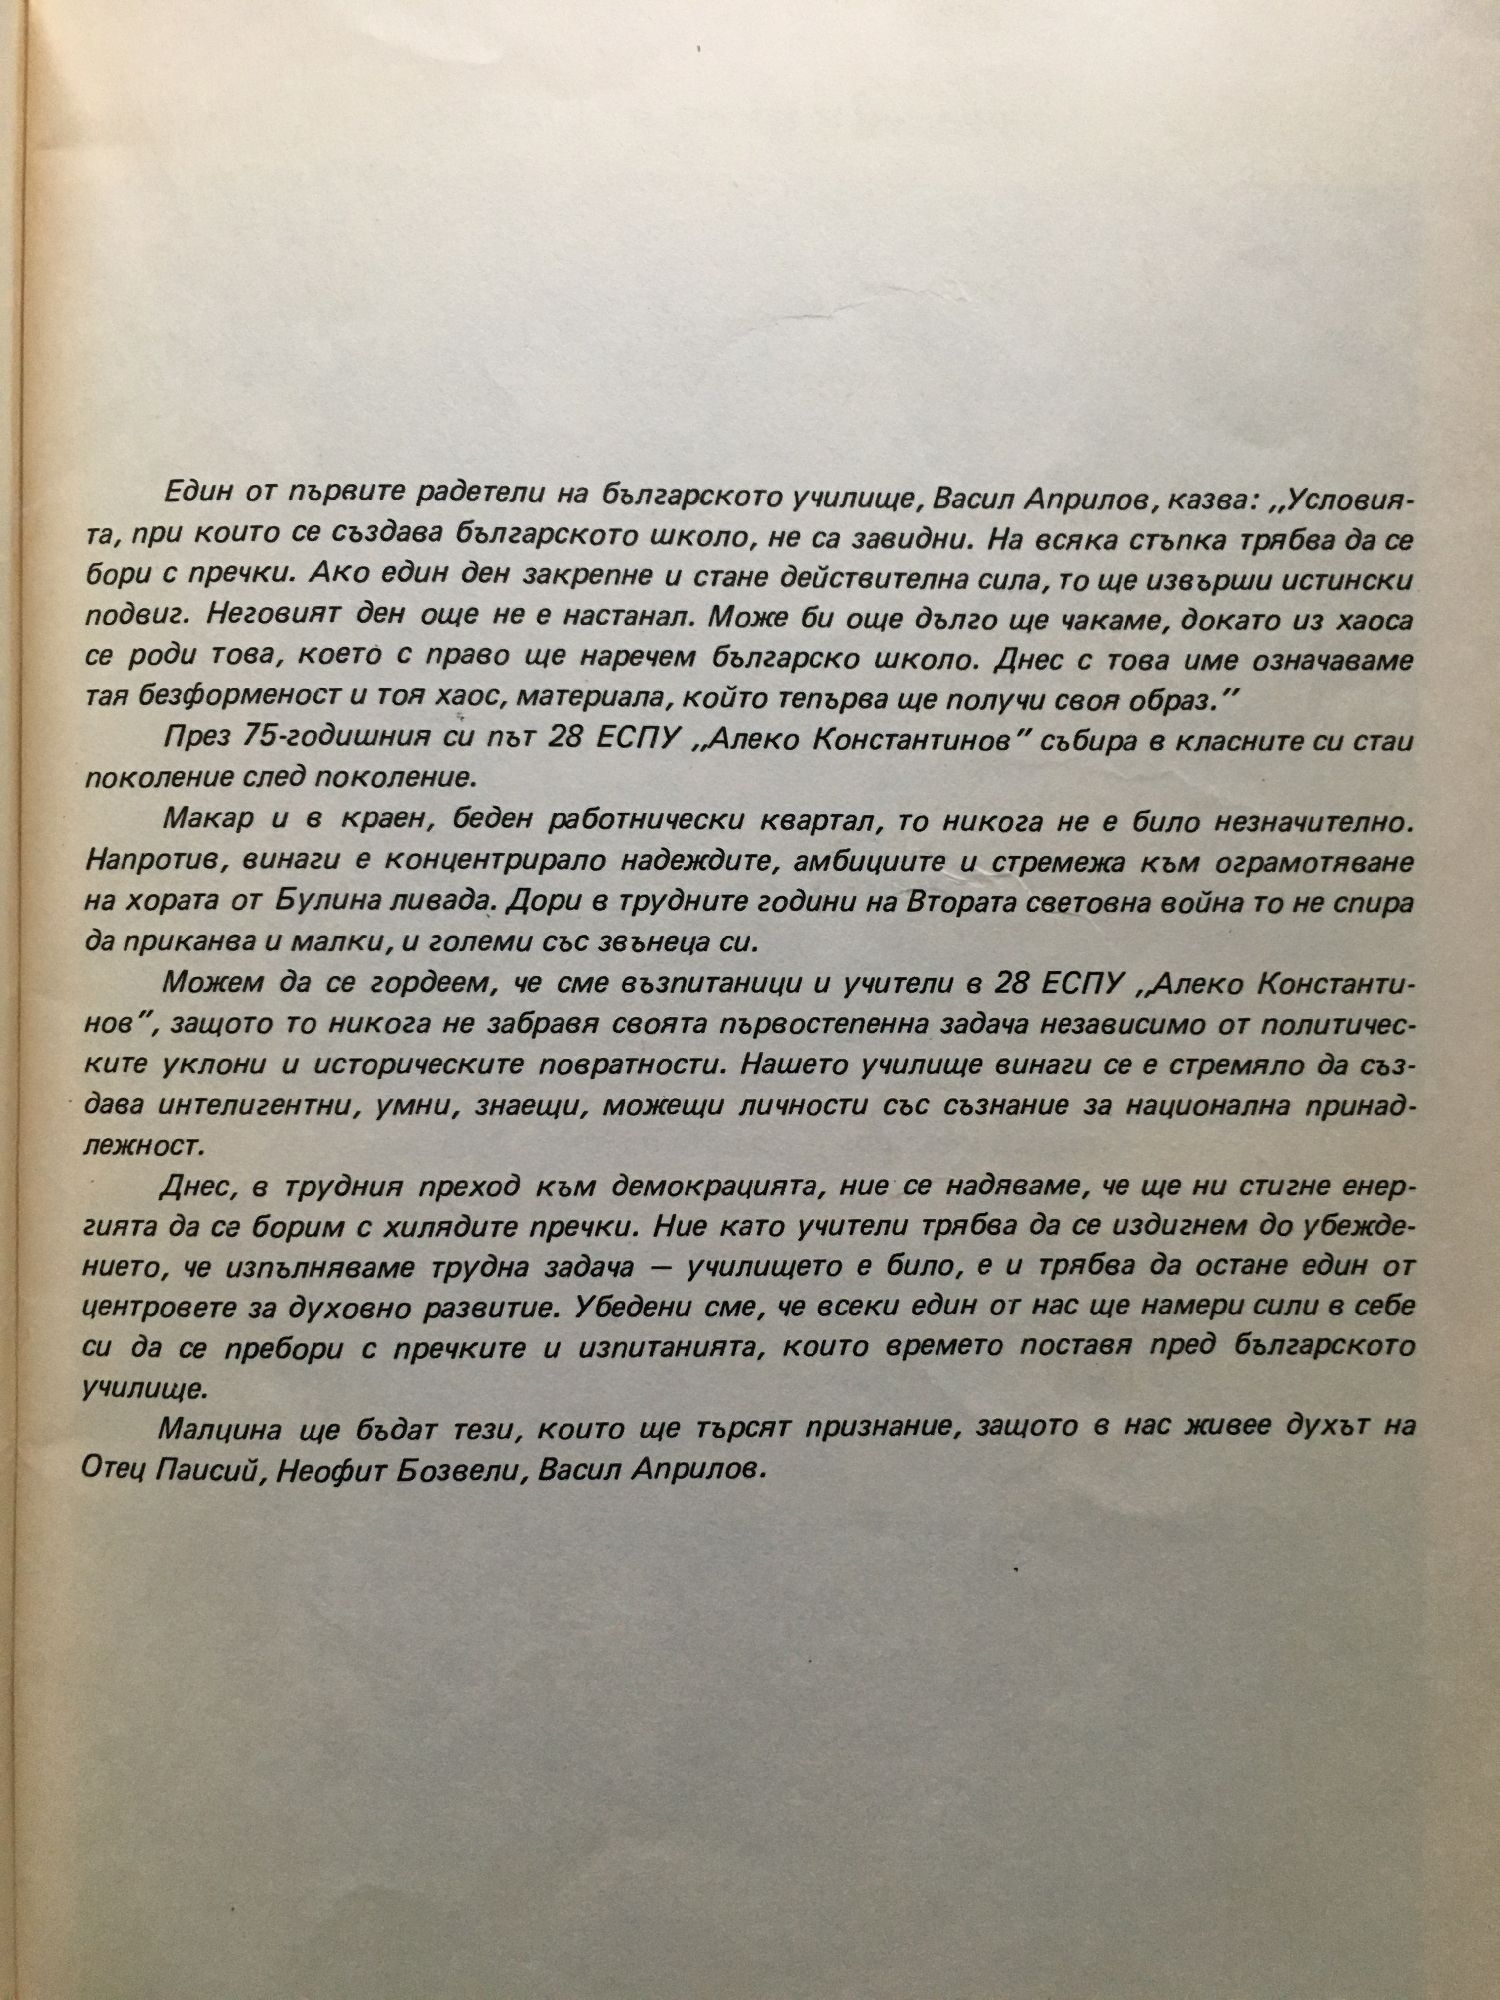 Един от първите радетели на българското училище, Васил Априлов, казва: „Условия-
та, при които се създава българското школо, не са завидни. На всяка стъпка трябва да се
бори с пречки. Ако един ден закрепне и стане действителна сила, то ще извърши истински
подвиг. Неговият ден още не е настанал. Може би още дълго ще чакаме, докато из хаоса
се роди това, което с право ще наречем българско школо. Днес с това име означаваме
тая безформеност и тоя хаос, материала, който тепърва ще получи своя образ.”
През 75-годишния си път 28 ЕСПУ „Алеко Константинов” събира в класните си стаи
поколение след поколение.
Макар и в краен, беден работнически квартал, то никога не е било незначително.
Напротив, винаги е концентрирало надеждите, амбициите и стремежа към ограмотяване
на хората от Булина ливада. Дори в трудните години на Втората световна война то не спира
да приканва и малки, и големи със звънеца си.
Можем да се гордеем, че сме възпитаници и учители в 28 ЕСПУ „Алеко Константи-
нов”, защото то никога не забравя своята първостепенна задача независимо от политичес-
ките уклони и историческите повратности. Нашето училище винаги се е стремяло да съз-
дава интелигентни, умни, знаещи, можещи личности със съзнание за национална принад-
лежност.
Днес, в трудния преход към демокрацията, ние се надяваме, че ще ни стигне енер-
гията да се борим с хилядите пречки. Ние като учители трябва да се издигнем до убежде-
нието, че изпълняваме трудна задача — училището е било, е и трябва да остане един от
центровете за духовно развитие. Убедени сме, че всеки един от нас ще намери сили в себе
си да се пребори с пречките и изпитанията, които времето поставя пред българското
училище.
Малцина ще бъдат тези, които ще търсят признание, защото в нас живее духът на
Отец Паисий, Неофит Бозвели, Васил Априлов.